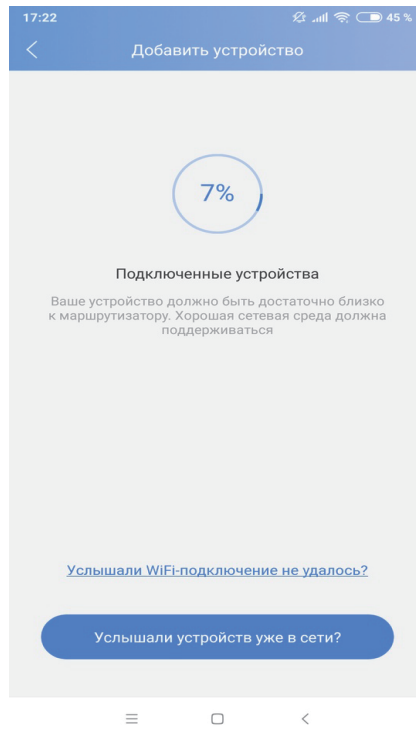 17:22
45 %
Добавить устройство
7%
Подключенные устройства
Ваше устройство должно быть достаточно близко
к маршрутизатору. Хорошая сетевая среда должна
поддерживаться
Услышали WiFi-подключение не удалось?
Услышали устройств уже в сети?